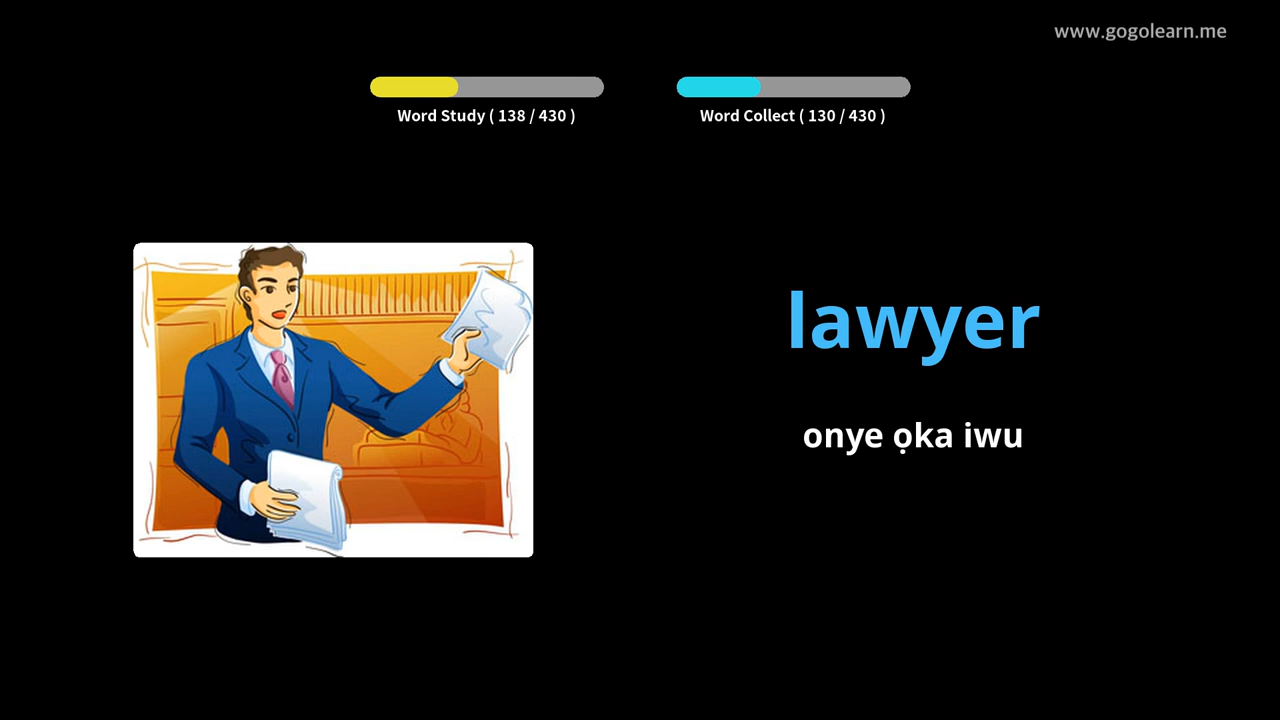 www.gogolearn.me
Word Study ( 138 / 430 )
Word Collect ( 130 / 430 )
lawyer
onye ọka iwu